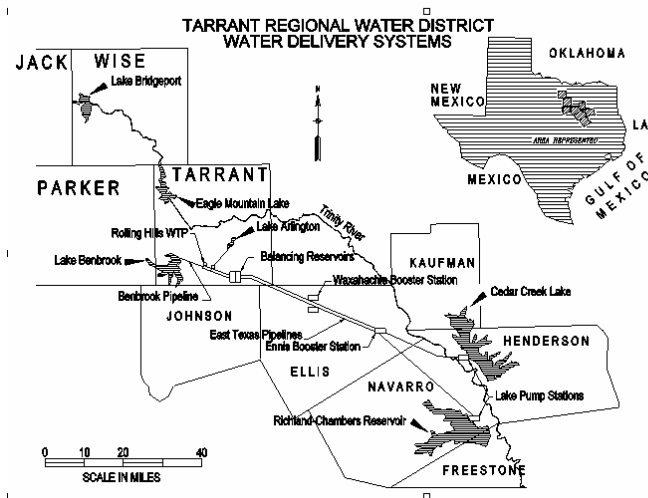 TARRANT REGIONAL WATER DISTRICT
WATER DELIVERY SYSTEMS
JACK
WISE
Lake Bridgeport
N
OKLAHOMA
NEW
MEXICO
LA
AREA REPRESENTED
MEXICO
GULF OF
MEXICO
PARKER
TARRANT
Eagle Mountain Lake
Rolling Hills WTP
Lake Arlington
Trinity River
Lake Benbrook
Balancing Reservoirs
KAUFMAN
Waxahachie Booster Station
Cedar Creek Lake
Benbrook Pipeline
JOHNSON
East Texas Pipelines
Ennis Booster Station
HENDERSON
ELLIS
NAVARRO
Lake Pump Stations
Richland-Chambers Reservoir
FREESTONE
0 10 20 40
SCALE IN MILES